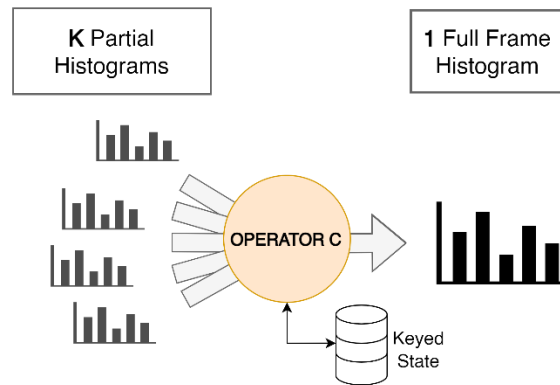 K Partial
Histograms
1 Full Frame
Histogram
OPERATOR C
Keyed
State